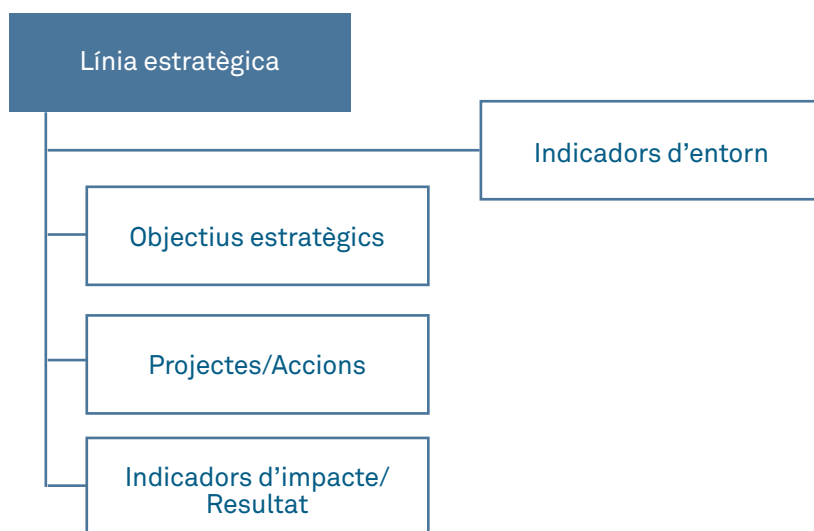 Línia estratègica
Indicadors d’entorn
Objectius estratègics
Projectes/Accions
Indicadors d’impacte/
Resultat